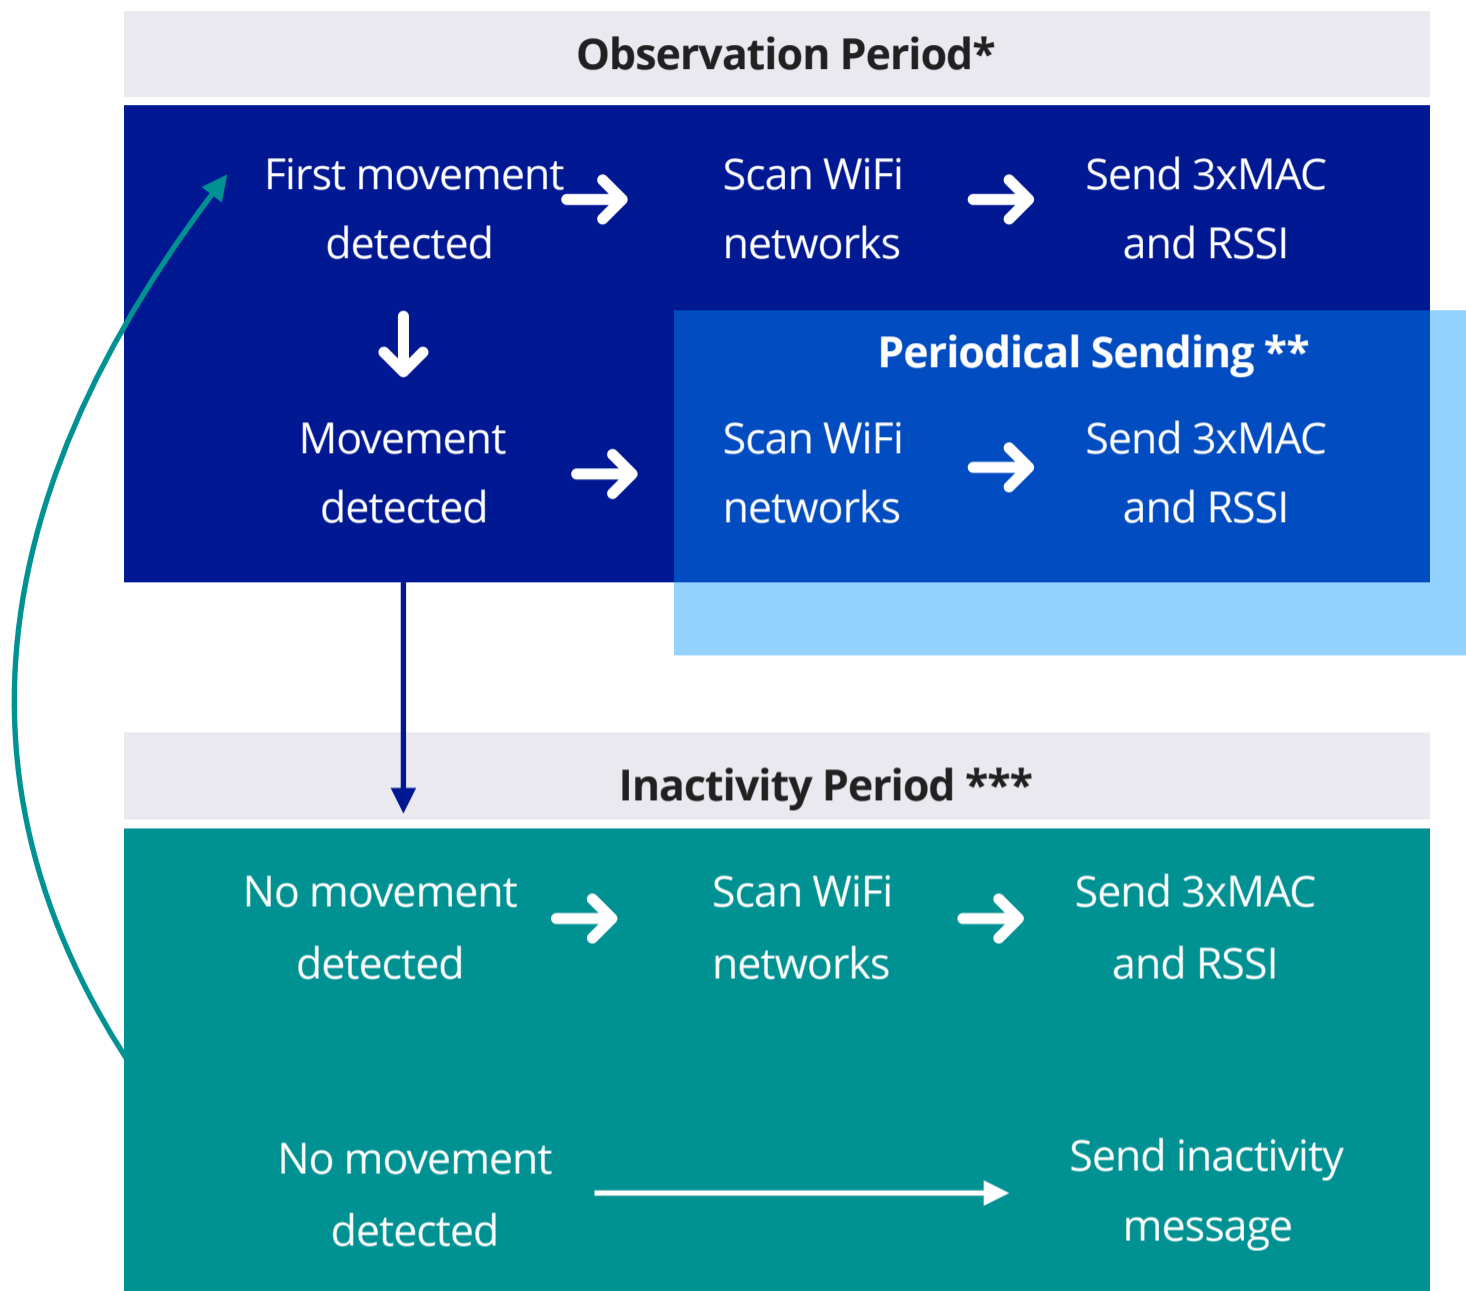 Observation Period*
First movement
detected
Scan WiFi
networks
Send 3xMAC
and RSSI
Periodical Sending **
Movement
detected
Scan WiFi
networks
Send 3xMAC
and RSSI
Inactivity Period ***
No movement
detected
Scan WiFi
networks
Send 3xMAC
and RSSI
No movement
detected
Send inactivity
message